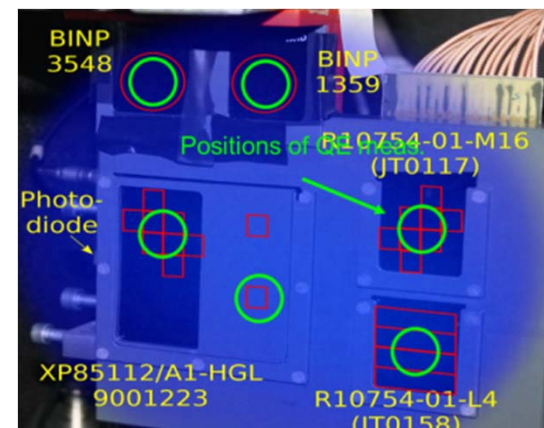 BINP
3548
BINP
1359
Positions of QE meas.
R10754-01-M16
(JT0117)
Photo-
diode
XP85112/A1-HGL
9001223
R10754-01-L4
(JT0158)